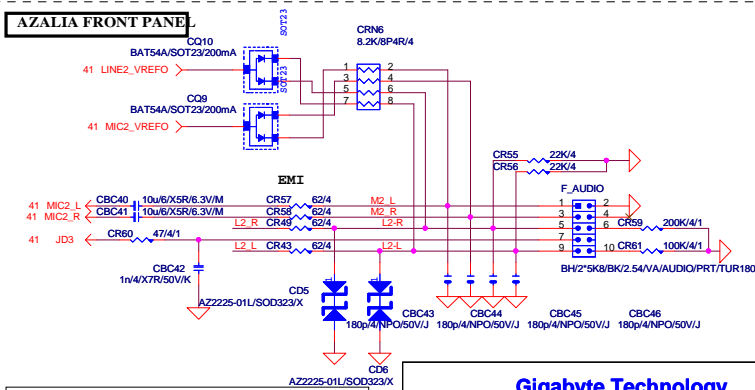 AZALIA FRONT PANEL
SOT23
CQ10
BAT54A/SOT23/200mA
CRN6
8.2K/8P4R/4
41 LINE2_VREFO
SOT23
1 2
3 4
5 6
7 8
CQ9
BAT54A/SOT23/200mA
41 MIC2_VREFO
CR55 22K/4
CR56 22K/4
EMI
F_AUDIO
41 MIC2_L CBC40 10u/6/X5R/6.3V/M CR57 62/4 M2_L 1 2
41 MIC2_R CBC41 10u/6/X5R/6.3V/M CR58 62/4 M2_R 3 4
L2_R CR49 62/4 L2-R 5 6 CR59 200K/4/1
41 JD3 CR60 47/4/1 7
L2_L CR43 62/4 L2-L 9 10 CR61 100K/4/1
BH/2*5K8/BK/2.54/VA/AUDIO/PRT/TUR180
CBC42
1n/4/X7R/50V/K
CD5
AZ2225-01L/SOD323/X
CBC43 CBC44 CBC45 CBC46
180p/4/NPO/50V/J 180p/4/NPO/50V/J 180p/4/NPO/50V/J 180p/4/NPO/50V/J
CD6
AZ2225-01L/SOD323/X
Gigabyte Technology